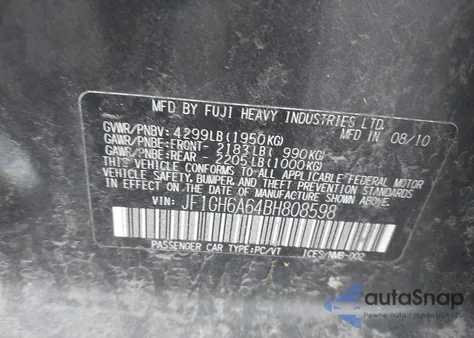 MFD BY FUJI HEAVY INDUSTRIES LTD.
GVWR/PNBV: 4299LB(1950KG) MFD IN 08/10
GAWR/PNBE:FRONT- 2183LB( 990KG)
GAWR/PNBE:REAR - 2205LB(1000KG)
THIS VEHICLE CONFORMS TO ALL APPLICABLE FEDERAL MOTOR
VEHICLE SAFETY, BUMPER, AND THEFT PREVENTION STANDARDS
IN EFFECT ON THE DATE OF MANUFACTURE SHOWN ABOVE.
VIN: JF1GH6A64BH808598
PASSENGER CAR TYPE:PC/VT ICES/NMB-002
autoSnap